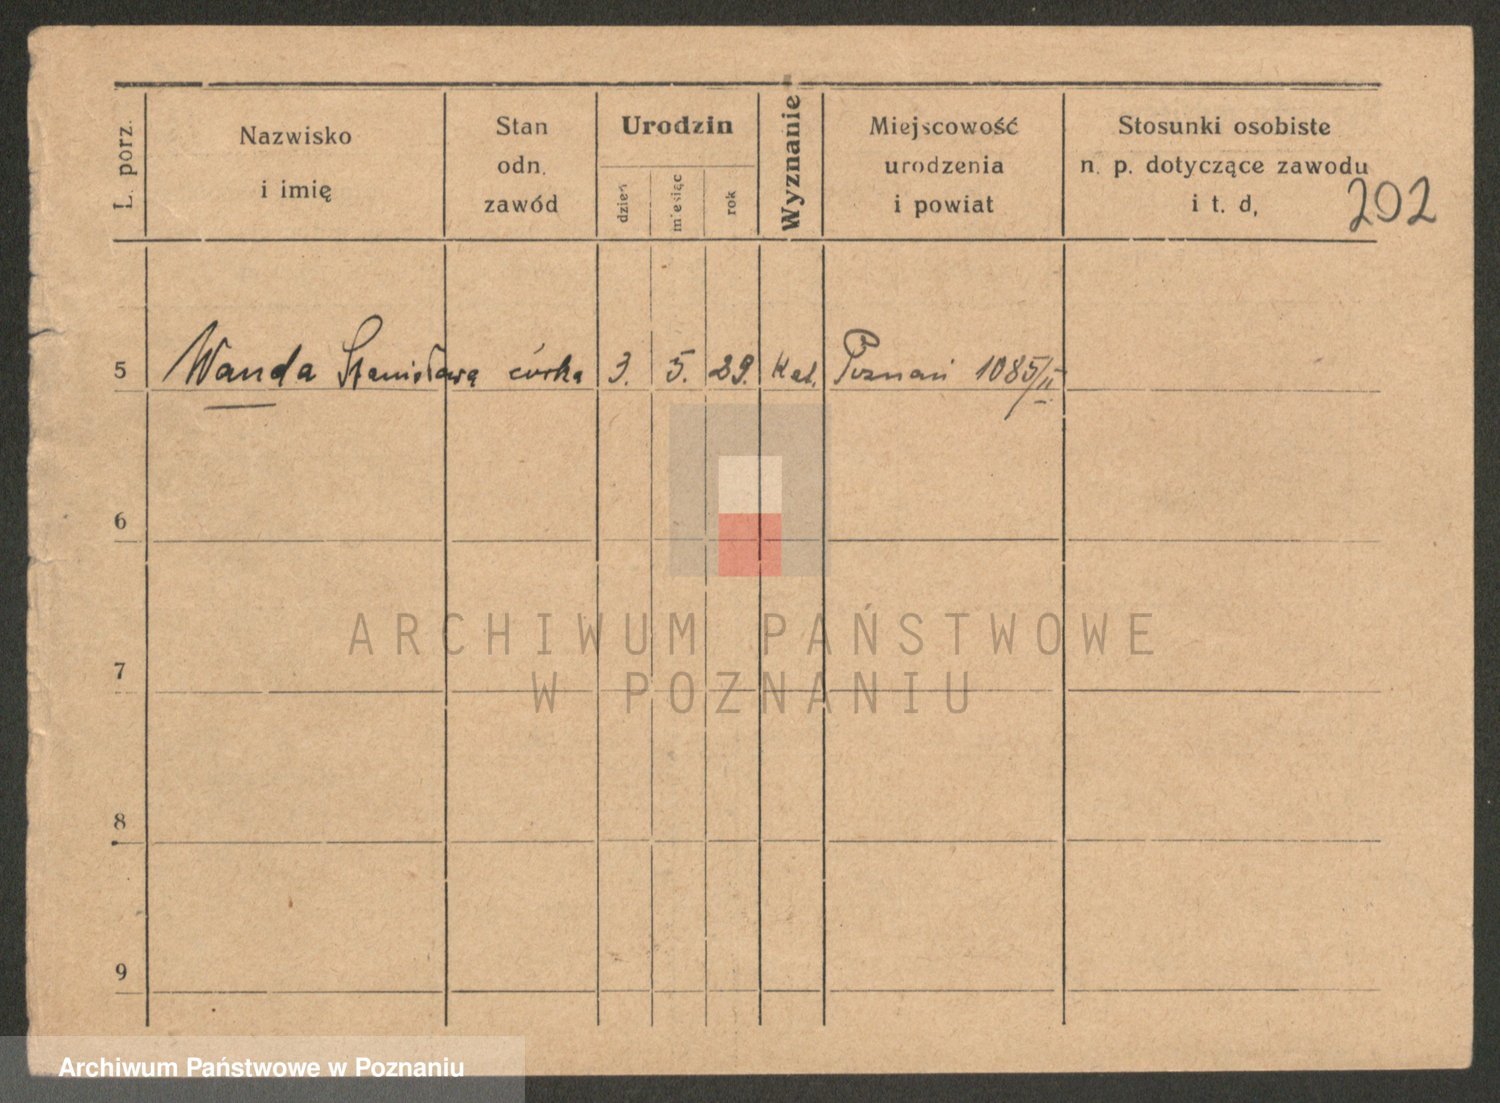 L. porz.
Nazwisko
i imię
Stan
odn.
zawód
Urodzin
dzień
miesiąc
rok
Wyznanie
Miejscowość
urodzenia
i powiat
Stosunki osobiste
n. p. dotyczące zawodu
i t. d.
202
5 Wanda Stanisława córka 3. 5. 29. Kat. Poznań 1085/II
6
ARCHIWUM PAŃSTWOWE
W POZNANIU
7
8
9
Archiwum Państwowe w Poznaniu